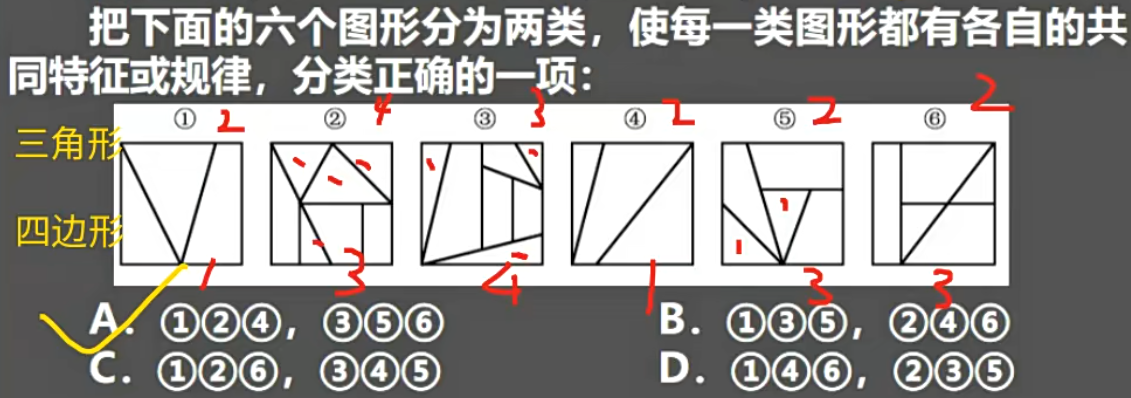 把下面的六个图形分为两类，使每一类图形都有各自的共
同特征或规律，分类正确的一项：
① 2 ② 4 ③ 3 ④ 2 ⑤ 2 ⑥ 2
三角形
四边形
1 3 4 1 3 3
A. ①②④，③⑤⑥ B. ①③⑤，②④⑥
C. ①②⑥，③④⑤ D. ①④⑥，②③⑤